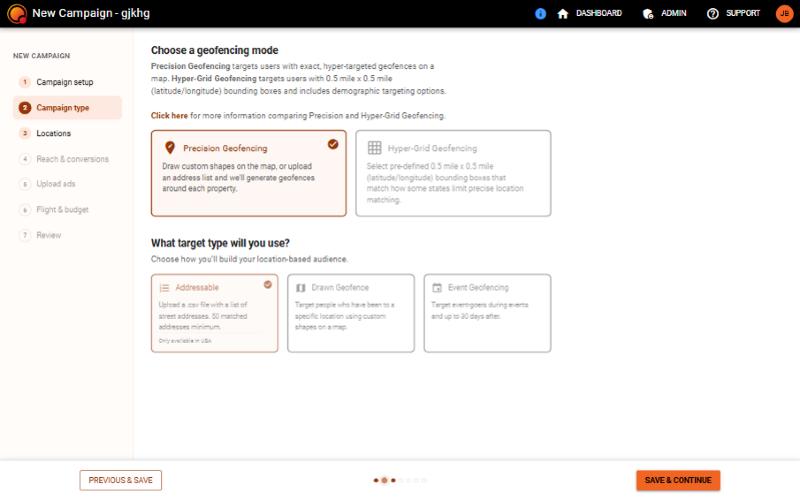 New Campaign - gjkhg
DASHBOARD
ADMIN
SUPPORT
JB
NEW CAMPAIGN
1 Campaign setup
2 Campaign type
3 Locations
4 Reach & conversions
5 Upload ads
6 Flight & budget
7 Review
Choose a geofencing mode
Precision Geofencing targets users with exact, hyper-targeted geofences on a
map. Hyper-Grid Geofencing targets users with 0.5 mile x 0.5 mile
(latitude/longitude) bounding boxes and includes demographic targeting options.
Click here for more information comparing Precision and Hyper-Grid Geofencing.
Precision Geofencing
Draw custom shapes on the map, or upload
an address list and we'll generate geofences
around each property.
Hyper-Grid Geofencing
Select pre-defined 0.5 mile x 0.5 mile
(latitude/longitude) bounding boxes that
match how some states limit precise location
matching.
What target type will you use?
Choose how you'll build your location-based audience.
Addressable
Upload a .csv file with a list of
street addresses. 50 matched
addresses minimum.
Only available in USA
Drawn Geofence
Target people who have been to a
specific location using custom
shapes on a map.
Event Geofencing
Target event-goers during events
and up to 30 days after.
PREVIOUS & SAVE
SAVE & CONTINUE